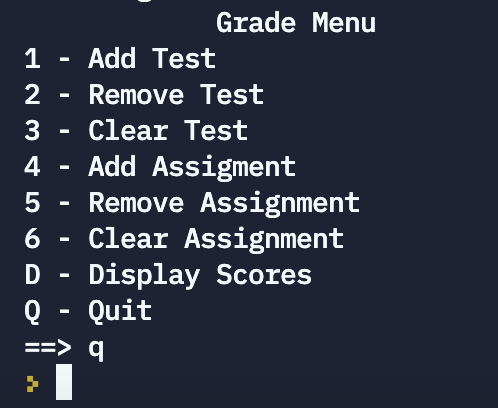 Grade Menu
1 - Add Test
2 - Remove Test
3 - Clear Test
4 - Add Assigment
5 - Remove Assignment
6 - Clear Assignment
D - Display Scores
Q - Quit
==> q
>